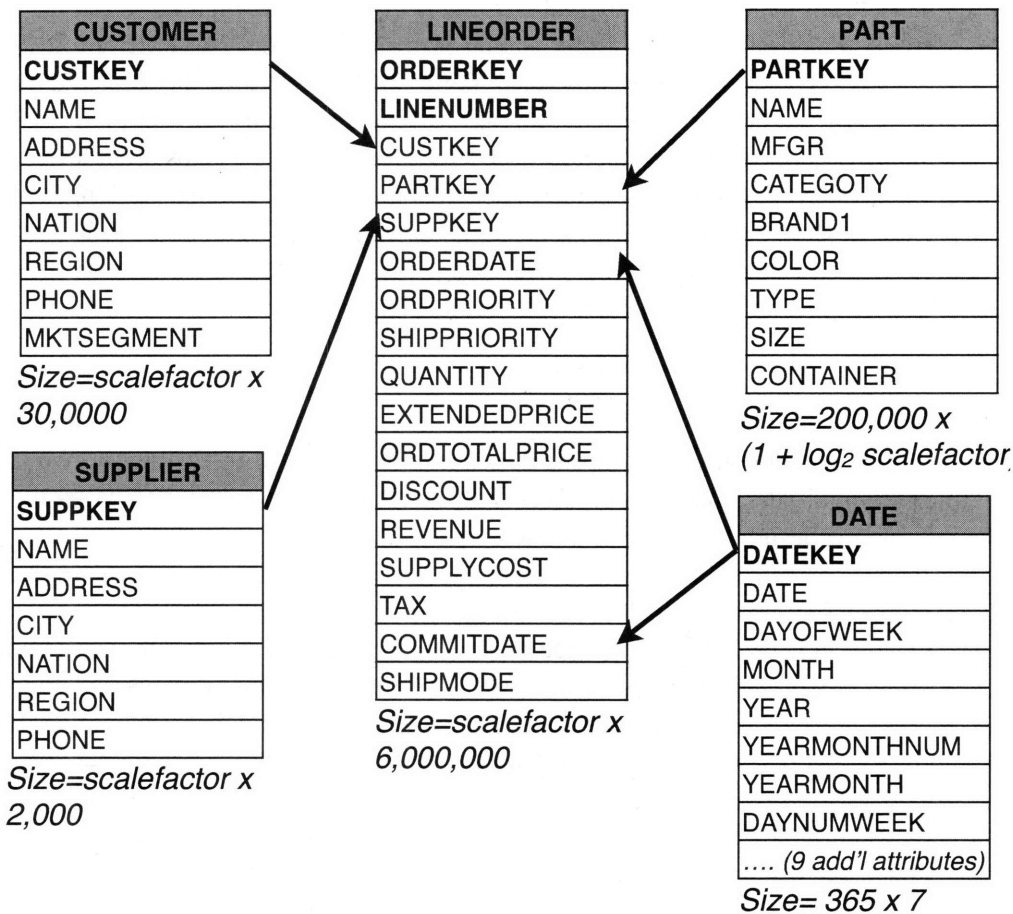 CUSTOMER
CUSTKEY
NAME
ADDRESS
CITY
NATION
REGION
PHONE
MKTSEGMENT
Size=scalefactor x
30,0000
SUPPLIER
SUPPKEY
NAME
ADDRESS
CITY
NATION
REGION
PHONE
Size=scalefactor x
2,000
LINEORDER
ORDERKEY
LINENUMBER
CUSTKEY
PARTKEY
SUPPKEY
ORDERDATE
ORDPRIORITY
SHIPPRIORITY
QUANTITY
EXTENDEDPRICE
ORDTOTALPRICE
DISCOUNT
REVENUE
SUPPLYCOST
TAX
COMMITDATE
SHIPMODE
Size=scalefactor x
6,000,000
PART
PARTKEY
NAME
MFGR
CATEGOTY
BRAND1
COLOR
TYPE
SIZE
CONTAINER
Size=200,000 x
(1 + log₂ scalefactor)
DATE
DATEKEY
DATE
DAYOFWEEK
MONTH
YEAR
YEARMONTHNUM
YEARMONTH
DAYNUMWEEK
.... (9 add'l attributes)
Size= 365 x 7